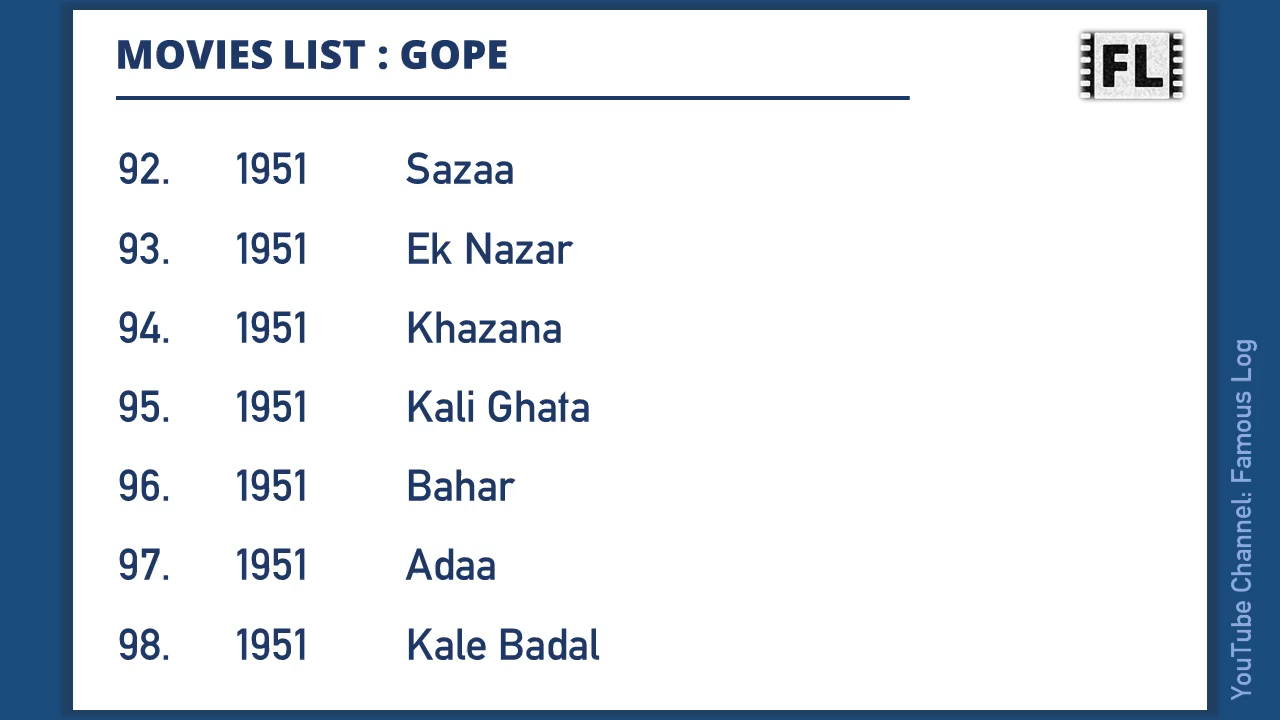 MOVIES LIST : GOPE
FL
92. 1951 Sazaa
93. 1951 Ek Nazar
94. 1951 Khazana
95. 1951 Kali Ghata
96. 1951 Bahar
97. 1951 Adaa
98. 1951 Kale Badal
YouTube Channel: Famous Log